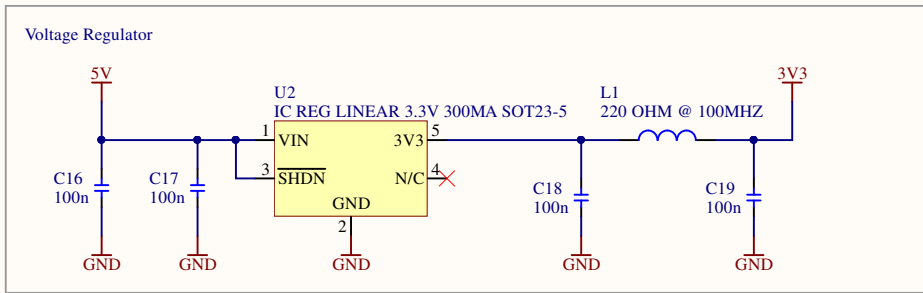 Voltage Regulator
5V
U2
IC REG LINEAR 3.3V 300MA SOT23-5
L1
220 OHM @ 100MHZ
3V3
1
VIN
3V3
5
3
SHDN
N/C
4
GND
2
C16
100n
C17
100n
C18
100n
C19
100n
GND
GND
GND
GND
GND